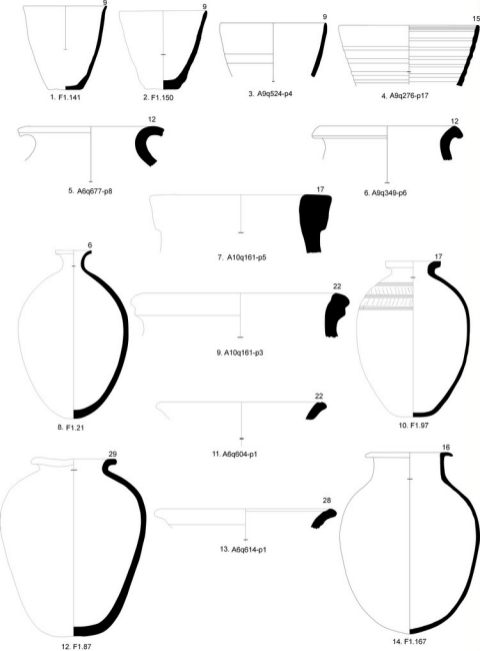 9
9
9
15
1. F1.141
2. F1.150
3. A9q524-p4
4. A9q276-p17
12
12
5. A6q677-p8
6. A9q349-p6
17
7. A10q161-p5
6
17
22
9. A10q161-p3
8. F1.21
10. F1.97
22
11. A6q604-p1
29
16
28
13. A6q614-p1
12. F1.87
14. F1.167